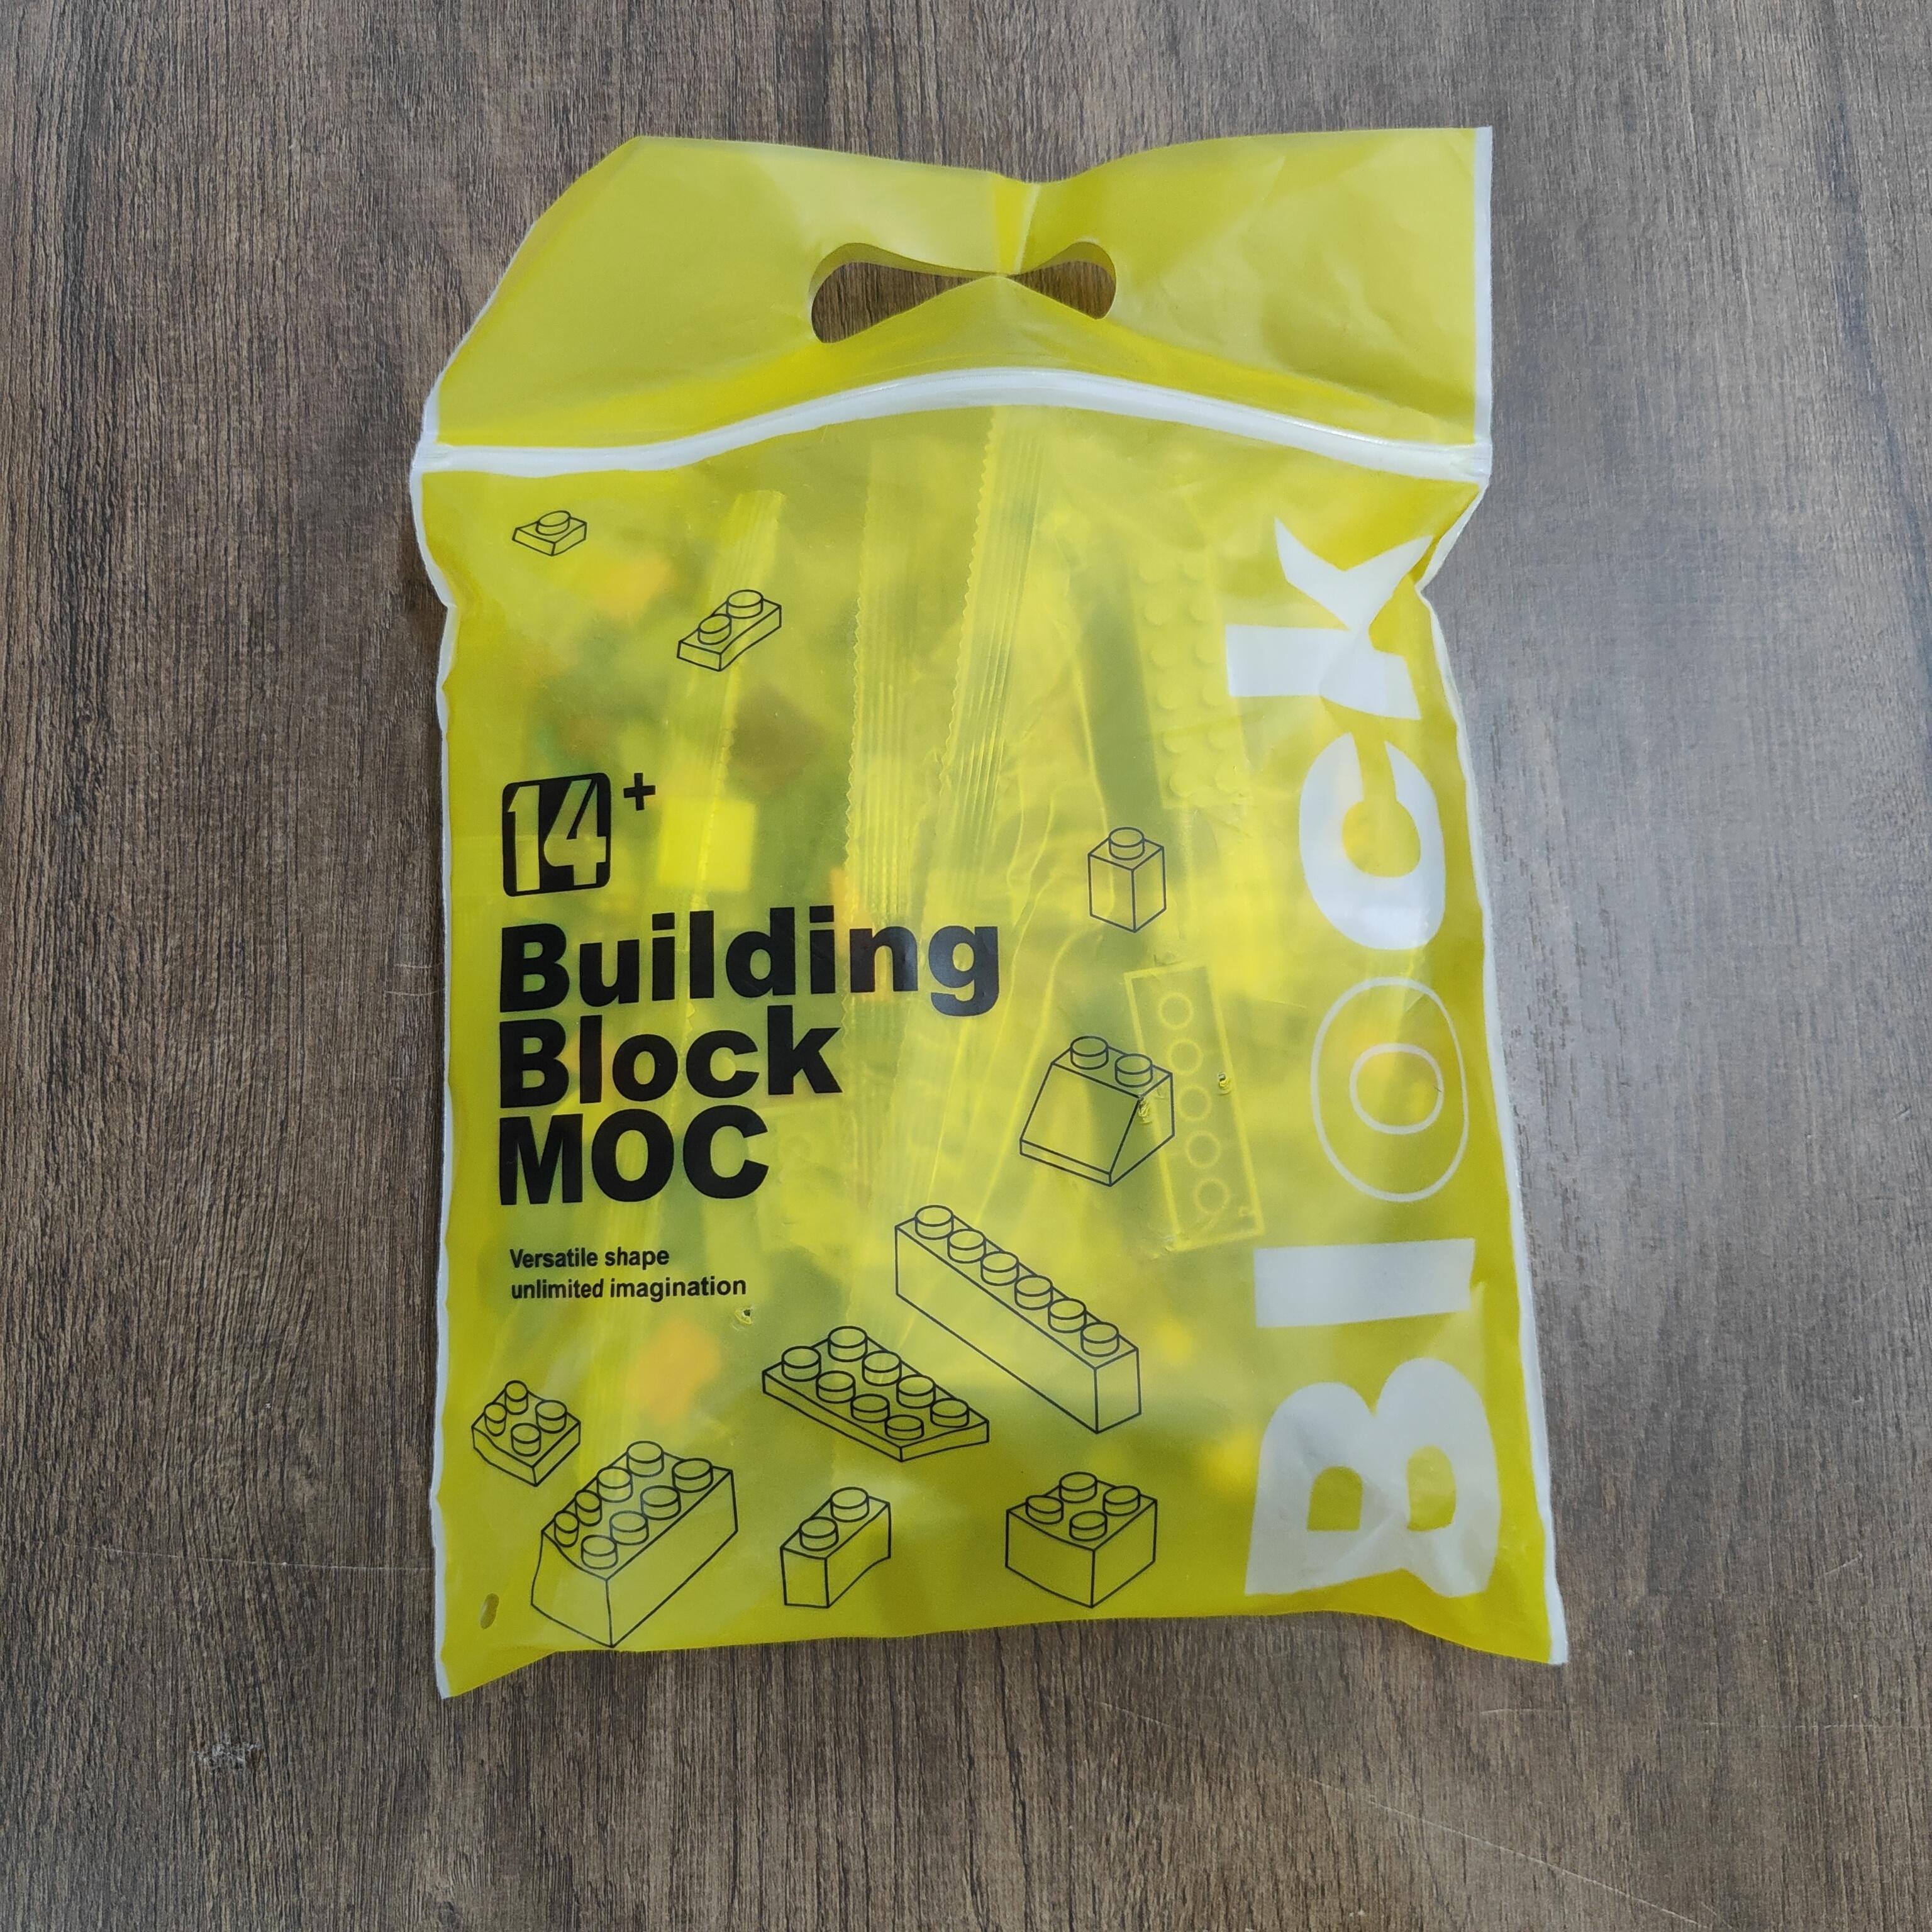 14+
Building
Block
MOC
Versatile shape
unlimited imagination
Block